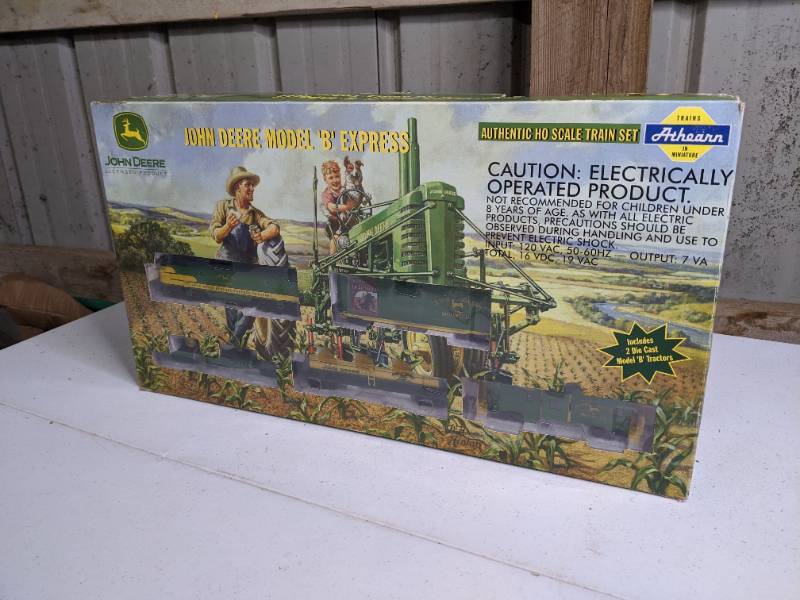 JOHN DEERE
LICENSED PRODUCT
JOHN DEERE MODEL 'B' EXPRESS
AUTHENTIC HO SCALE TRAIN SET
TRAINS
Athearn
IN
MINIATURE
CAUTION: ELECTRICALLY
OPERATED PRODUCT.
NOT RECOMMENDED FOR CHILDREN UNDER
8 YEARS OF AGE. AS WITH ALL ELECTRIC
PRODUCTS, PRECAUTIONS SHOULD BE
OBSERVED DURING HANDLING AND USE TO
PREVENT ELECTRIC SHOCK.
INPUT: 120 VAC, 50-60HZ — OUTPUT: 7 VA
TOTAL, 16 VDC, 19 VAC
JOHN DEERE
Includes
2 Die Cast
Model 'B' Tractors